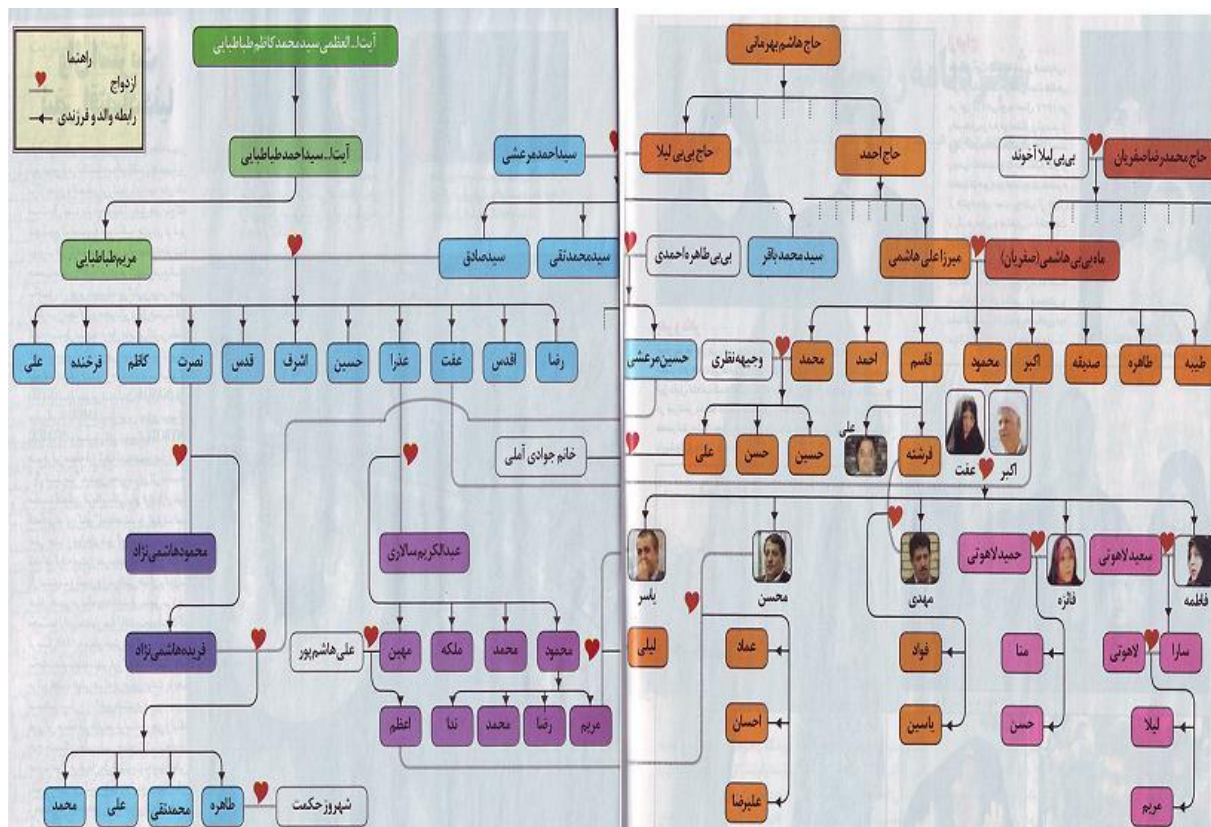 راهنما
ازدواج
رابطه والد و فرزندی
آیت‌ا... العظمی سید محمد کاظم طباطبایی
حاج هاشم بهرمانی
آیت‌ا... سید احمد طباطبایی
سید احمد مرعشی
حاج بی بی لیلا
حاج احمد
بی بی لیلا آخوند
حاج محمدرضا صفریان
مریم طباطبایی
سید صادق
سید محمد تقی
بی بی طاهره احمدی
سید محمد باقر
میرزا علی هاشمی
ماه بی بی هاشمی (صفریان)
علی
فرخنده
کاظم
نصرت
قدس
اشرف
حسین
عذرا
عفت
اقدس
رضا
حسین مرعشی
وجیهه نظری
محمد
احمد
قاسم
محمود
اکبر
صدیقه
طاهره
طیبه
خانم جوادی آملی
علی
حسن
حسین
علی
فرشته
عفت
اکبر
محمود هاشمی نژاد
عبدالکریم سالاری
یاسر
محسن
مهدی
حمید لاهوتی
فائزه
سعید لاهوتی
فاطمه
فریده هاشمی نژاد
علی هاشم پور
مهین
ملکه
محمد
محمود
لیلی
عماد
فواد
منا
لاهوتی
سارا
اعظم
ندا
محمد
رضا
مریم
احسان
یاسین
حسن
لیلا
محمد
علی
محمدتقی
طاهره
شهروز حکمت
علیرضا
مریم